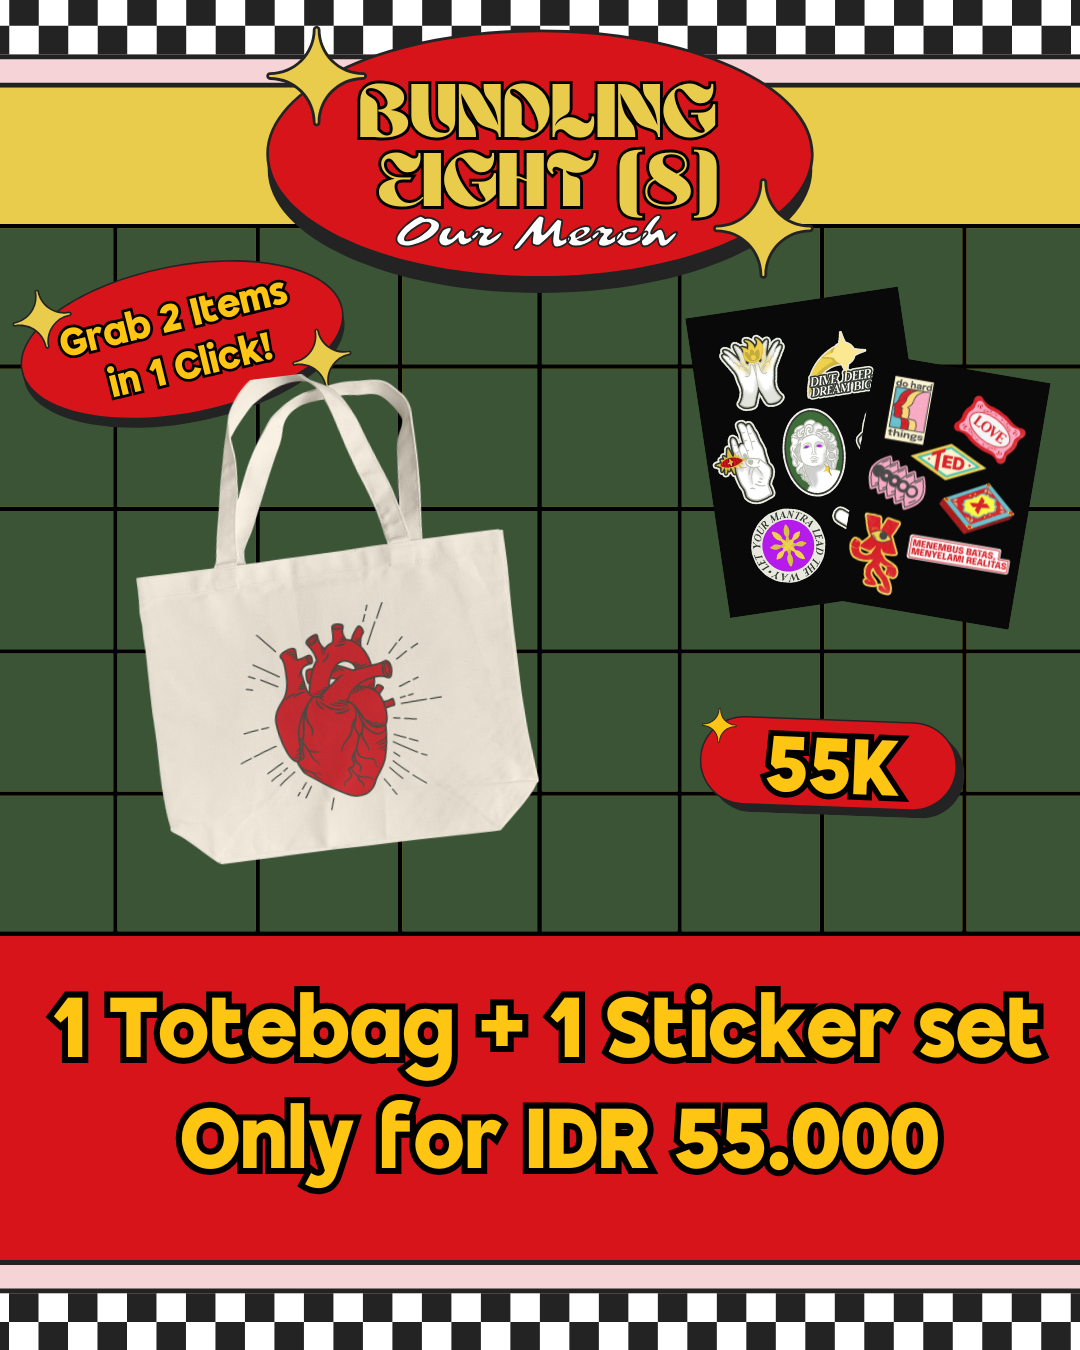 BUNDLING
EIGHT (8)
Our Merch
Grab 2 Items
in 1 Click!
DIVE DEEP
DREAM BIG
LET YOUR MANTRA LEAD THE WAY
do hard
things
LOVE
TED
MENEMBUS BATAS,
MENYELAMI REALITAS
55K
1 Totebag + 1 Sticker set
Only for IDR 55.000